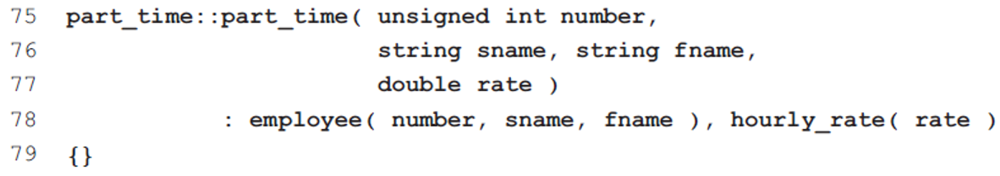 75 part_time::part_time( unsigned int number,
76 string sname, string fname,
77 double rate )
78 : employee( number, sname, fname ), hourly_rate( rate )
79 {}